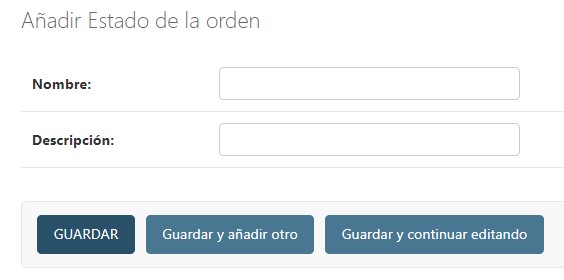 Añadir Estado de la orden
Nombre:
Descripción:
GUARDAR Guardar y añadir otro Guardar y continuar editando